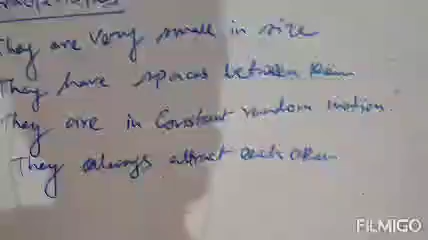 They are very small in size
They have spaces between them
They are in Constant random motion.
They always attract each other
FILMIGO